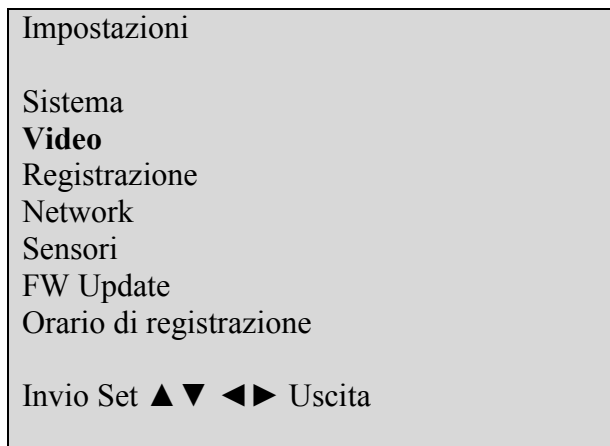 Impostazioni
Sistema
Video
Registrazione
Network
Sensori
FW Update
Orario di registrazione
Invio Set ▲▼ ◄► Uscita